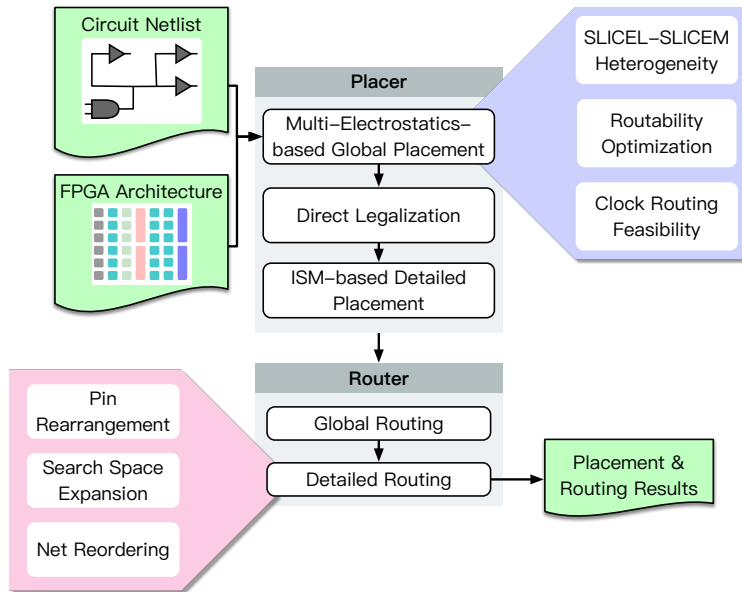 Circuit Netlist
FPGA Architecture
Placer
Multi-Electrostatics-
based Global Placement
Direct Legalization
ISM-based Detailed
Placement
SLICEL-SLICEM
Heterogeneity
Routability
Optimization
Clock Routing
Feasibility
Router
Global Routing
Detailed Routing
Pin
Rearrangement
Search Space
Expansion
Net Reordering
Placement &
Routing Results